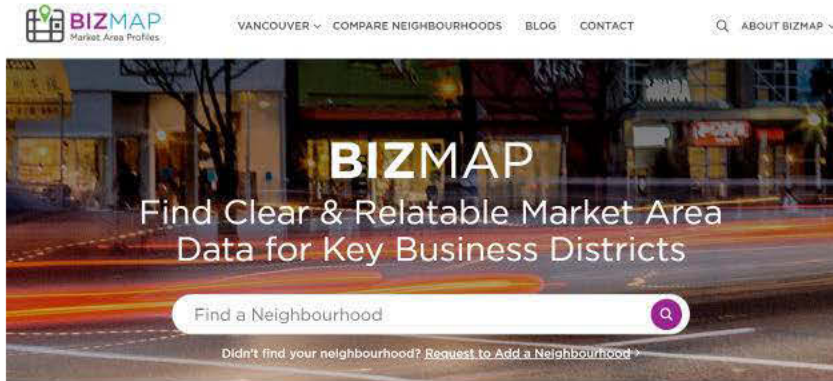 BIZMAP
Market Area Profiles
VANCOUVER
COMPARE NEIGHBOURHOODS
BLOG
CONTACT
ABOUT BIZMAP
BIZMAP
Find Clear & Relatable Market Area
Data for Key Business Districts
Find a Neighbourhood
Didn't find your neighbourhood? Request to Add a Neighbourhood >